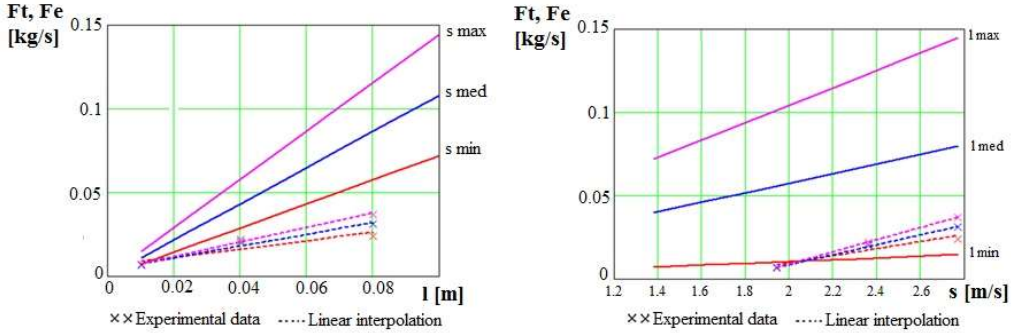 Ft, Fe
[kg/s]
0.15
0.1
0.05
0
s max
s med
s min
0
0.02
0.04
0.06
0.08
l [m]
×× Experimental data ------ Linear interpolation
Ft, Fe
[kg/s]
0.15
0.1
0.05
0
l max
l med
l min
1.2
1.4
1.6
1.8
2
2.2
2.4
2.6
s [m/s]
×× Experimental data ------ Linear interpolation